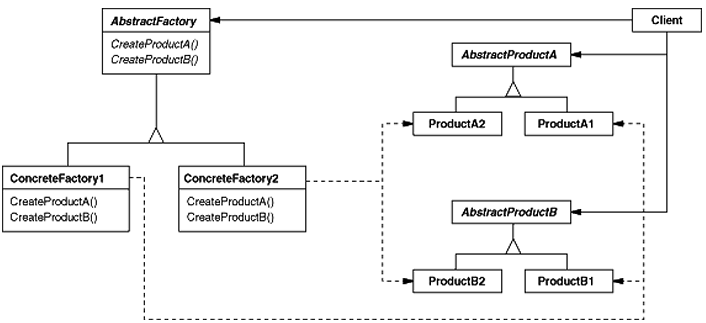 AbstractFactory
CreateProductA()
CreateProductB()
Client
AbstractProductA
ProductA2
ProductA1
ConcreteFactory1
CreateProductA()
CreateProductB()
ConcreteFactory2
CreateProductA()
CreateProductB()
AbstractProductB
ProductB2
ProductB1